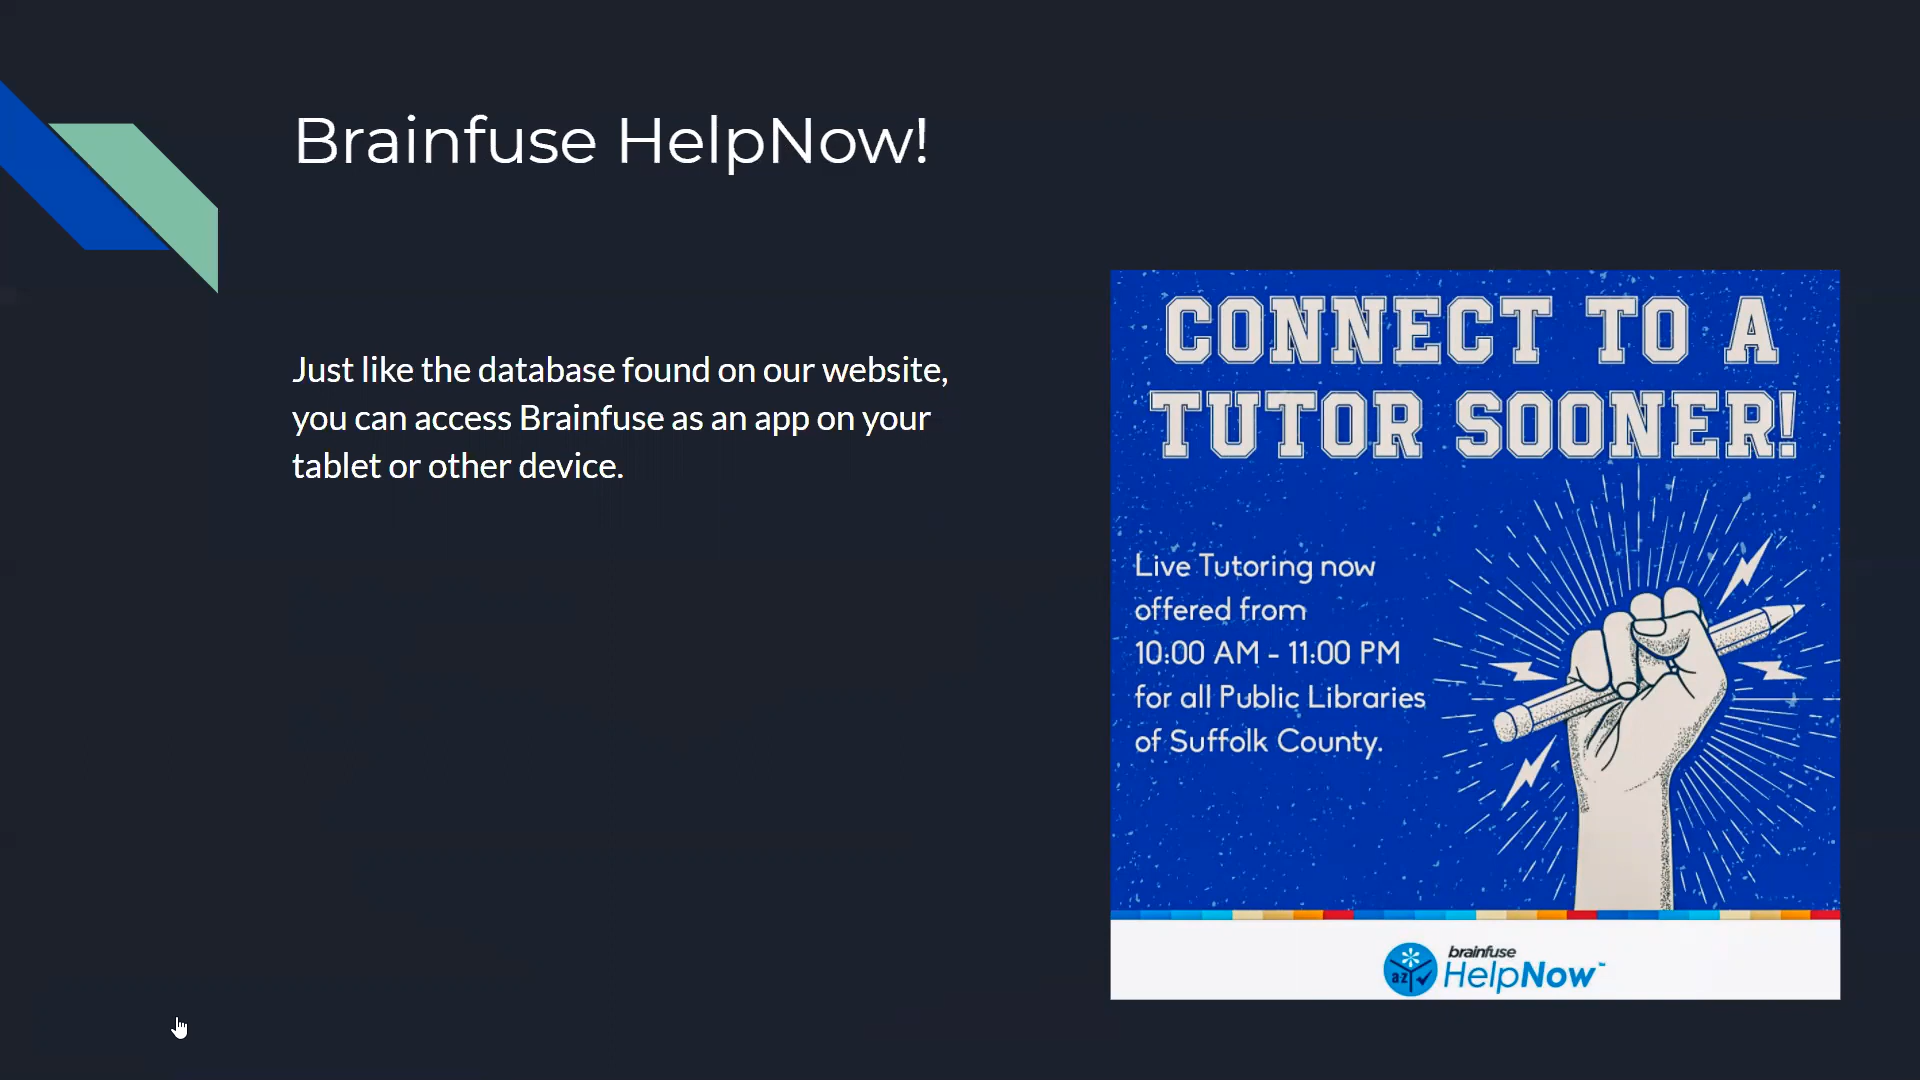 Brainfuse HelpNow!
Just like the database found on our website,
you can access Brainfuse as an app on your
tablet or other device.
CONNECT TO A
TUTOR SOONER!
Live Tutoring now
offered from
10:00 AM - 11:00 PM
for all Public Libraries
of Suffolk County.
az
brainfuse
HelpNow™